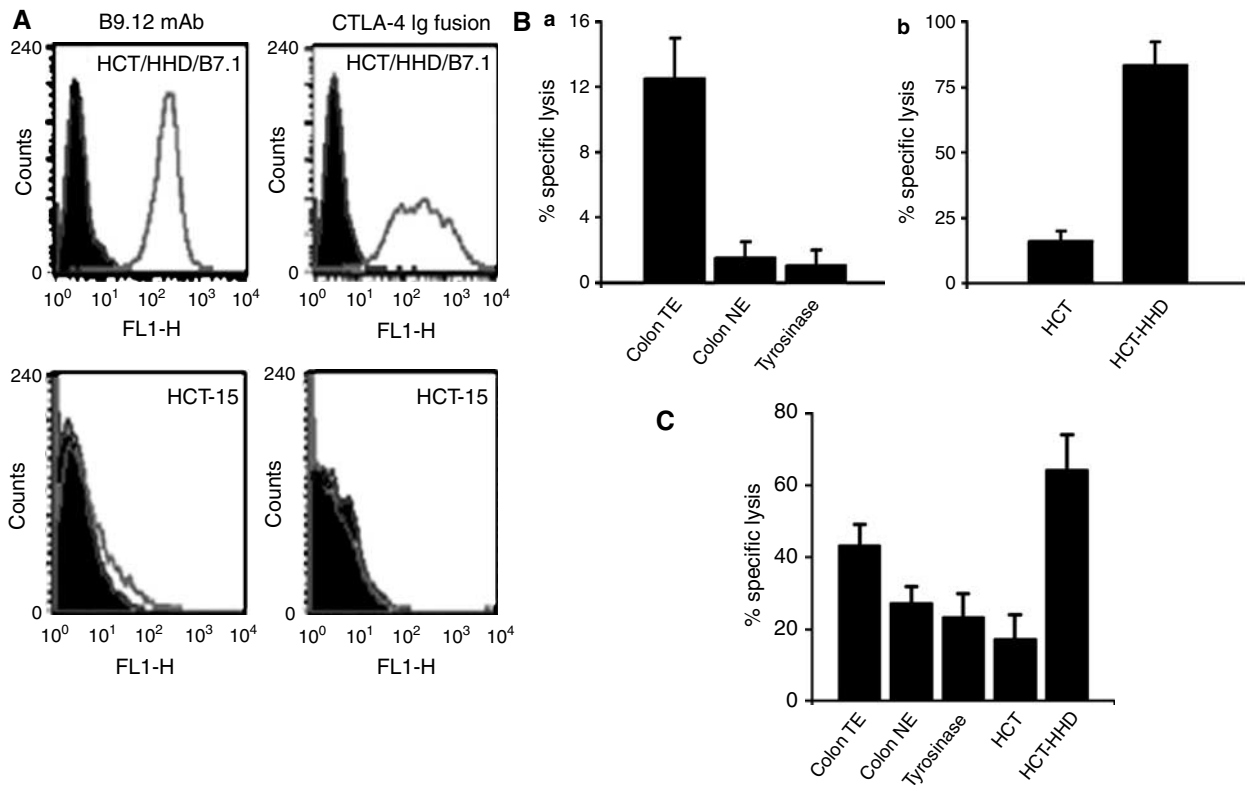 A
B9.12 mAb
CTLA-4 Ig fusion
240
HCT/HHD/B7.1
Counts
0
10⁰ 10¹ 10² 10³ 10⁴
FL1-H
240
HCT/HHD/B7.1
Counts
0
10⁰ 10¹ 10² 10³ 10⁴
FL1-H
240
HCT-15
Counts
0
10⁰ 10¹ 10² 10³ 10⁴
FL1-H
240
HCT-15
Counts
0
10⁰ 10¹ 10² 10³ 10⁴
FL1-H
B
a
16
12
8
4
0
% specific lysis
Colon TE
Colon NE
Tyrosinase
b
100
75
50
25
0
% specific lysis
HCT
HCT-HHD
C
80
60
40
20
0
% specific lysis
Colon TE
Colon NE
Tyrosinase
HCT
HCT-HHD